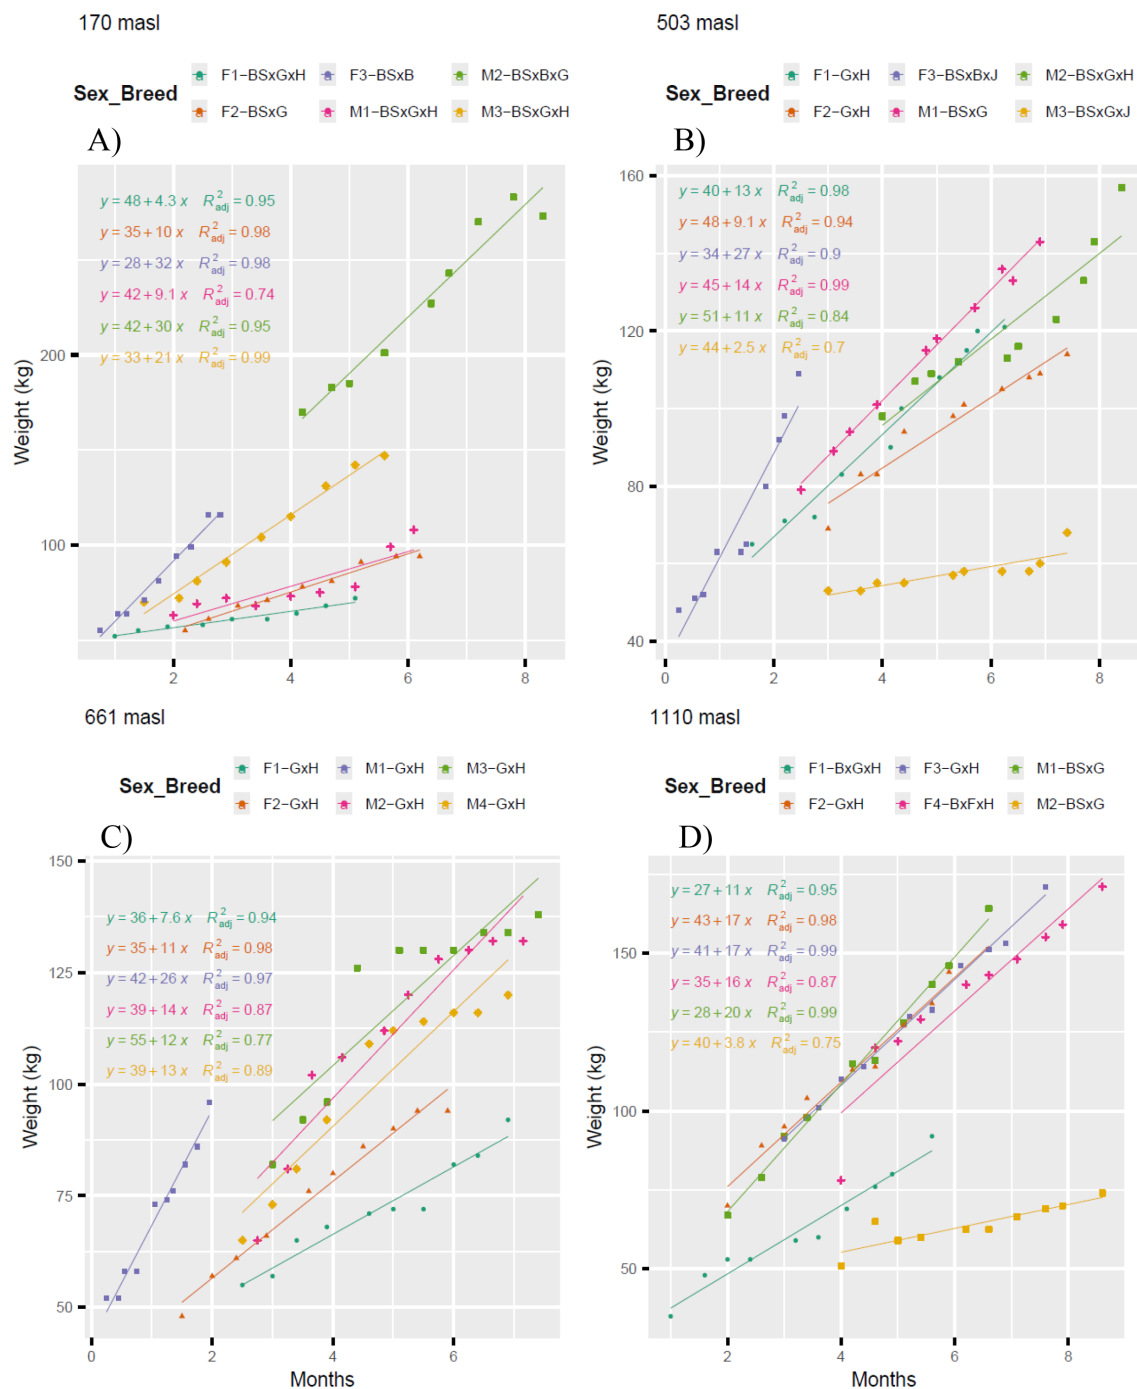 170 masl
Sex_Breed
F1-BSxGxH F3-BSxB M2-BSxBxG
F2-BSxG M1-BSxGxH M3-BSxGxH
A)
y = 48 + 4.3 x R²adj = 0.95
y = 35 + 10 x R²adj = 0.98
y = 28 + 32 x R²adj = 0.98
y = 42 + 9.1 x R²adj = 0.74
y = 42 + 30 x R²adj = 0.95
y = 33 + 21 x R²adj = 0.99
Weight (kg)
200
100
2 4 6 8
503 masl
Sex_Breed
F1-GxH F3-BSxBxJ M2-BSxGxH
F2-GxH M1-BSxG M3-BSxGxJ
B)
y = 40 + 13 x R²adj = 0.98
y = 48 + 9.1 x R²adj = 0.94
y = 34 + 27 x R²adj = 0.9
y = 45 + 14 x R²adj = 0.99
y = 51 + 11 x R²adj = 0.84
y = 44 + 2.5 x R²adj = 0.7
Weight (kg)
160
120
80
40
0 2 4 6 8
661 masl
Sex_Breed
F1-GxH M1-GxH M3-GxH
F2-GxH M2-GxH M4-GxH
C)
y = 36 + 7.6 x R²adj = 0.94
y = 35 + 11 x R²adj = 0.98
y = 42 + 26 x R²adj = 0.97
y = 39 + 14 x R²adj = 0.87
y = 55 + 12 x R²adj = 0.77
y = 39 + 13 x R²adj = 0.89
Weight (kg)
150
125
100
75
50
0 2 4 6
Months
1110 masl
Sex_Breed
F1-BxGxH F3-GxH M1-BSxG
F2-GxH F4-BxFxH M2-BSxG
D)
y = 27 + 11 x R²adj = 0.95
y = 43 + 17 x R²adj = 0.98
y = 41 + 17 x R²adj = 0.99
y = 35 + 16 x R²adj = 0.87
y = 28 + 20 x R²adj = 0.99
y = 40 + 3.8 x R²adj = 0.75
Weight (kg)
150
100
50
2 4 6 8
Months